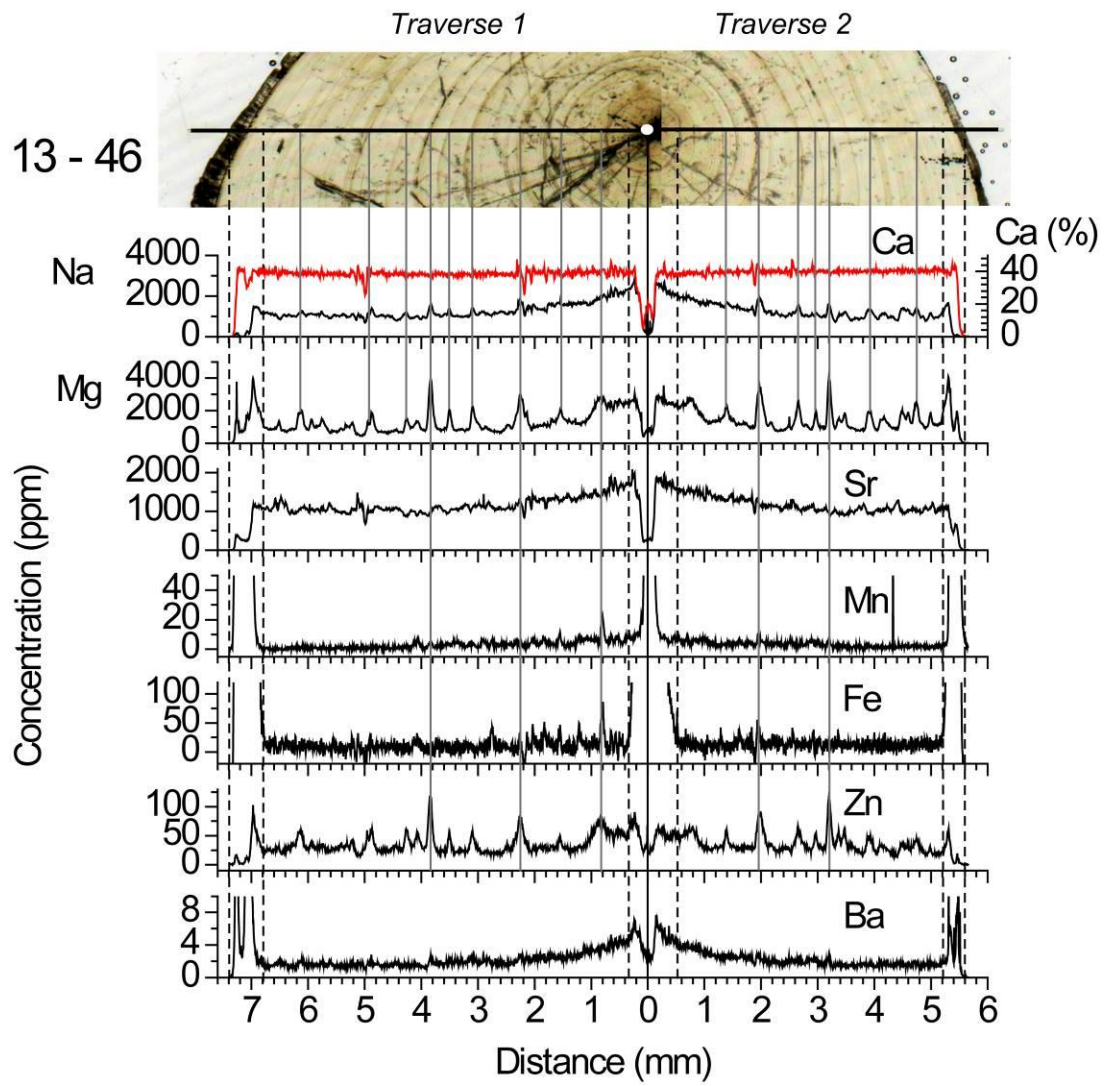 Traverse 1 Traverse 2
13 - 46
Na Ca Ca (%)
4000
2000
0
40
20
0
Mg
4000
2000
0
Sr
2000
1000
0
Mn
40
20
0
Fe
100
50
0
Zn
100
50
0
Ba
8
4
0
Concentration (ppm)
7 6 5 4 3 2 1 0 1 2 3 4 5 6
Distance (mm)